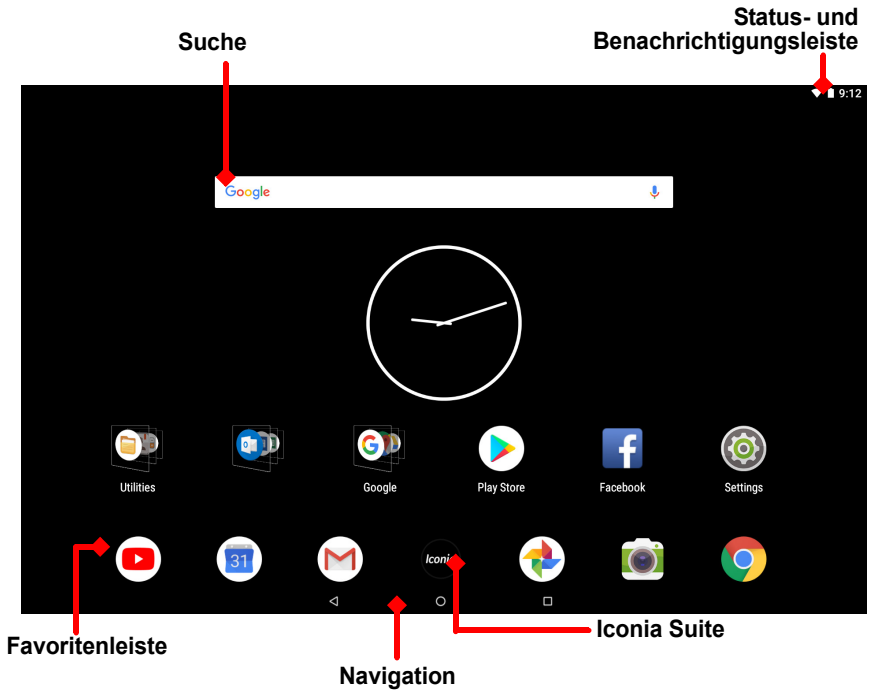 Status- und
Benachrichtigungsleiste
Suche
9:12
Google
Utilities
Google
Play Store
Facebook
Settings
31
Iconia
Favoritenleiste
Iconia Suite
Navigation